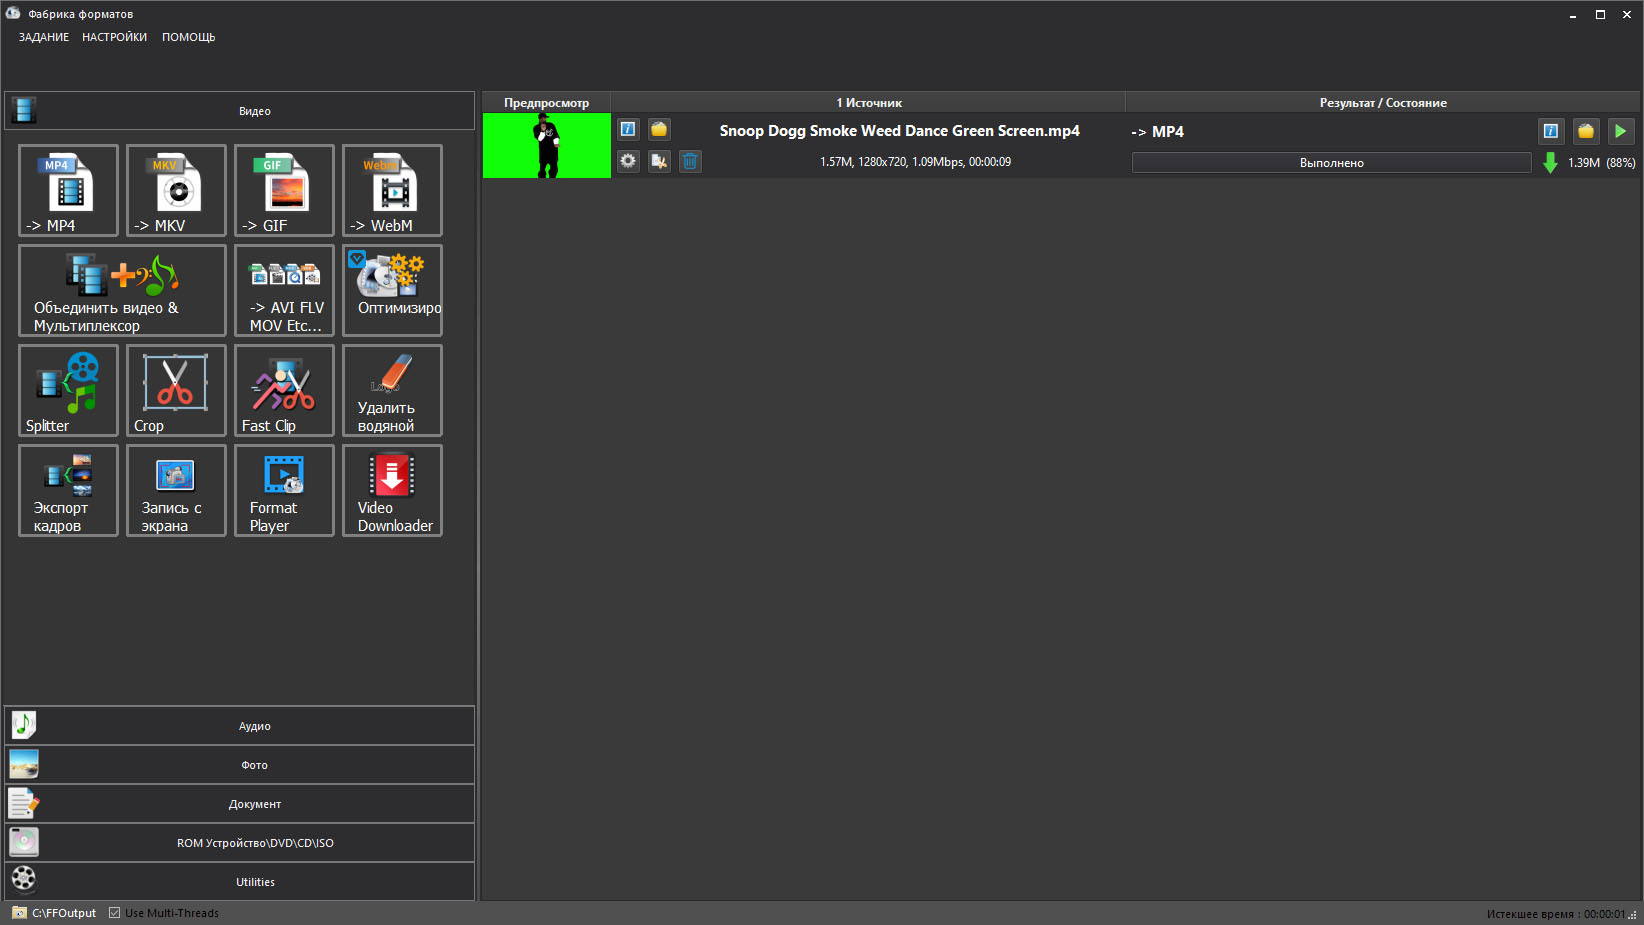 Фабрика форматов
ЗАДАНИЕ НАСТРОЙКИ ПОМОЩЬ
Видео
MP4
-> MP4
MKV
-> MKV
GIF
-> GIF
WebM
-> WebM
Объединить видео &
Мультиплексор
-> AVI FLV
MOV Etc...
Оптимизиро
Splitter
Crop
Fast Clip
Logo
Удалить
водяной
Экспорт
кадров
Запись с
экрана
Format
Player
Video
Downloader
Аудио
Фото
Документ
ROM Устройство\DVD\CD\ISO
Utilities
Предпросмотр
1 Источник
Результат / Состояние
Snoop Dogg Smoke Weed Dance Green Screen.mp4
1.57M, 1280x720, 1.09Mbps, 00:00:09
-> MP4
Выполнено
1.39M (88%)
C:\FFOutput
Use Multi-Threads
Истекшее время : 00:00:01